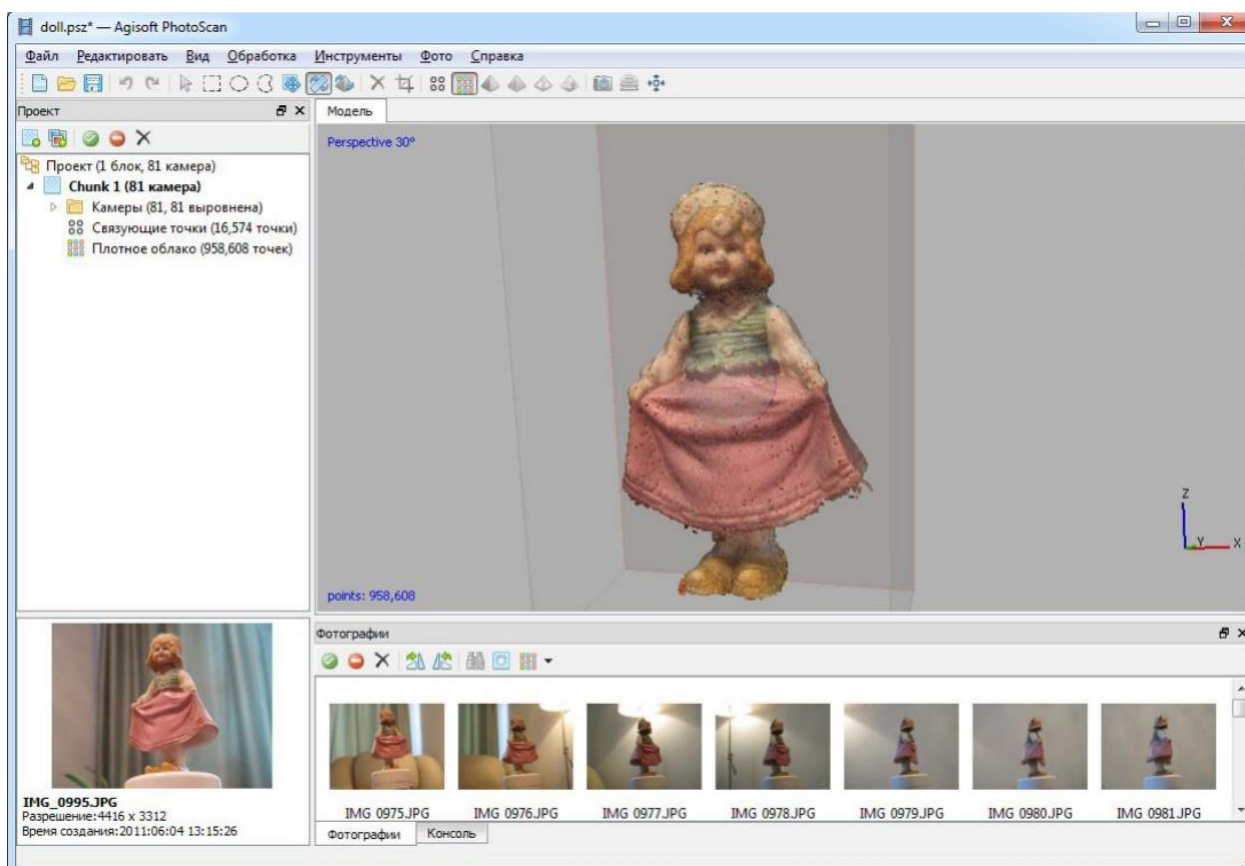 doll.psz* — Agisoft PhotoScan
Файл Редактировать Вид Обработка Инструменты Фото Справка
Проект
Модель
Perspective 30°
Проект (1 блок, 81 камера)
Chunk 1 (81 камера)
Камеры (81, 81 выровнена)
Связующие точки (16,574 точки)
Плотное облако (958,608 точек)
Z
Y X
points: 958,608
Фотографии
IMG_0995.JPG
Разрешение:4416 x 3312
Время создания:2011:06:04 13:15:26
IMG 0975.JPG IMG 0976.JPG IMG 0977.JPG IMG 0978.JPG IMG 0979.JPG IMG 0980.JPG IMG 0981.JPG
Фотографии Консоль